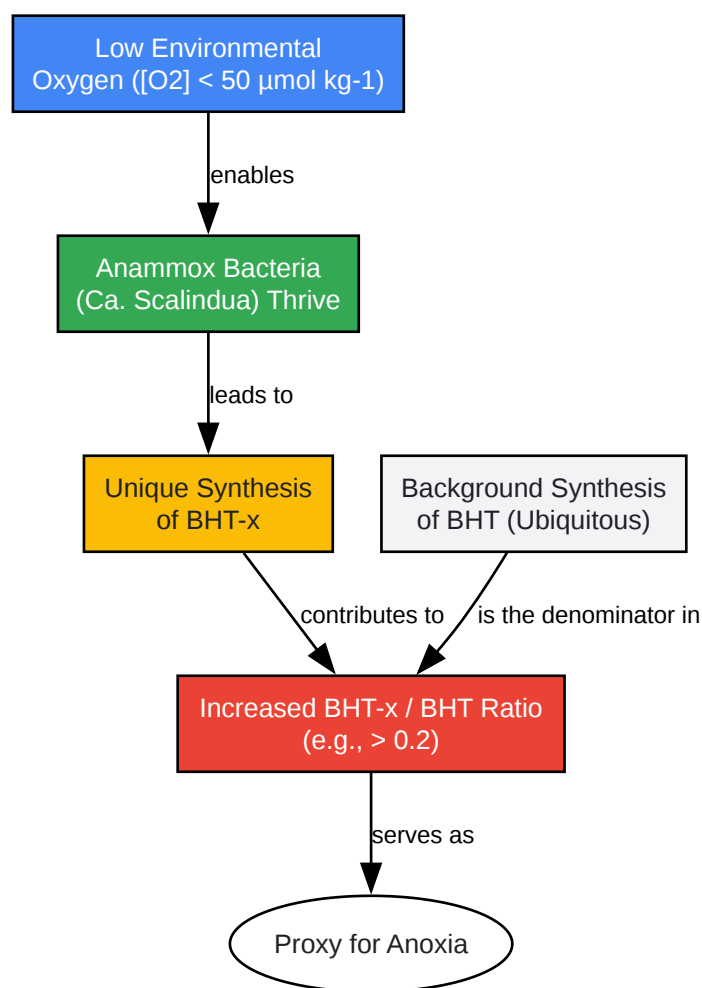 Low Environmental
Oxygen ([O2] < 50 µmol kg-1)
enables
Anammox Bacteria
(Ca. Scalindua) Thrive
leads to
Unique Synthesis
of BHT-x
Background Synthesis
of BHT (Ubiquitous)
contributes to
is the denominator in
Increased BHT-x / BHT Ratio
(e.g., > 0.2)
serves as
Proxy for Anoxia